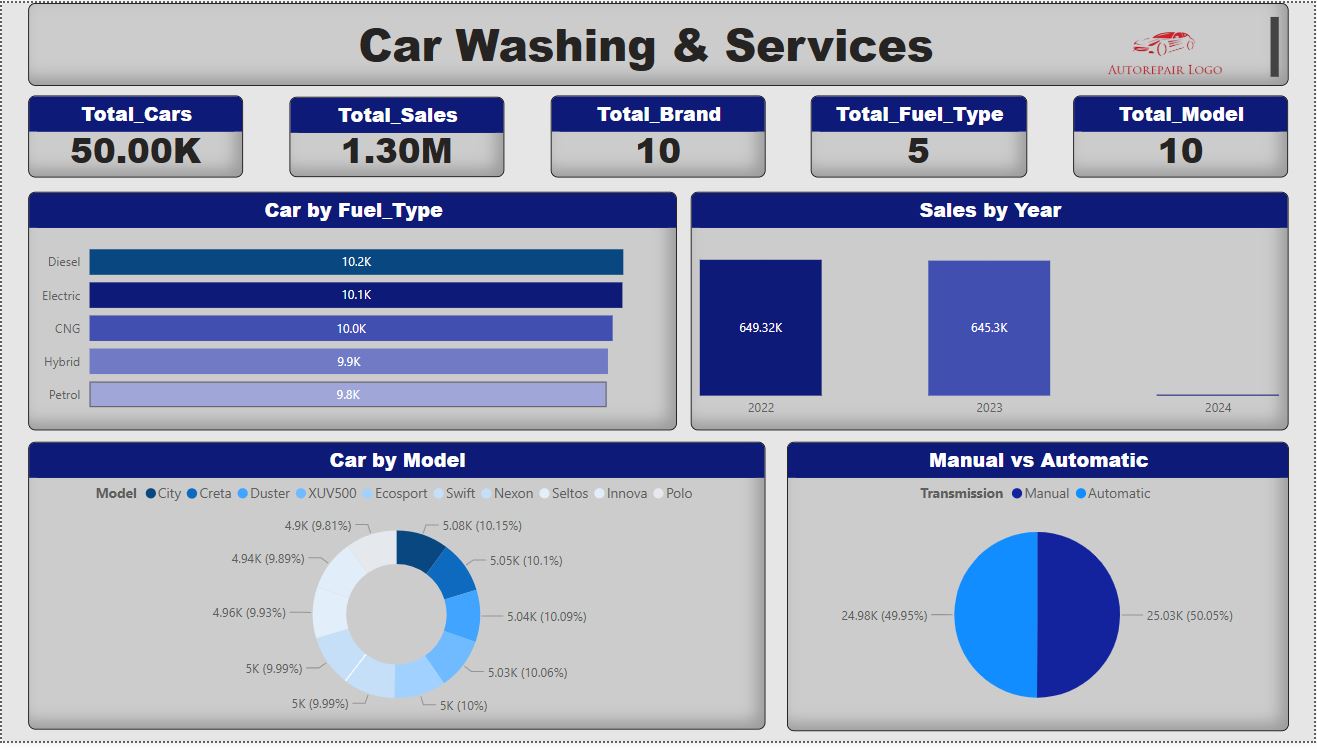 Car Washing & Services
AUTOREPAIR LOGO
Total_Cars
50.00K
Total_Sales
1.30M
Total_Brand
10
Total_Fuel_Type
5
Total_Model
10
Car by Fuel_Type
Diesel 10.2K
Electric 10.1K
CNG 10.0K
Hybrid 9.9K
Petrol 9.8K
Sales by Year
649.32K 645.3K
2022 2023 2024
Car by Model
Model City Creta Duster XUV500 Ecosport Swift Nexon Seltos Innova Polo
4.9K (9.81%) 5.08K (10.15%)
4.94K (9.89%) 5.05K (10.1%)
4.96K (9.93%) 5.04K (10.09%)
5K (9.99%) 5.03K (10.06%)
5K (9.99%) 5K (10%)
Manual vs Automatic
Transmission Manual Automatic
24.98K (49.95%) 25.03K (50.05%)